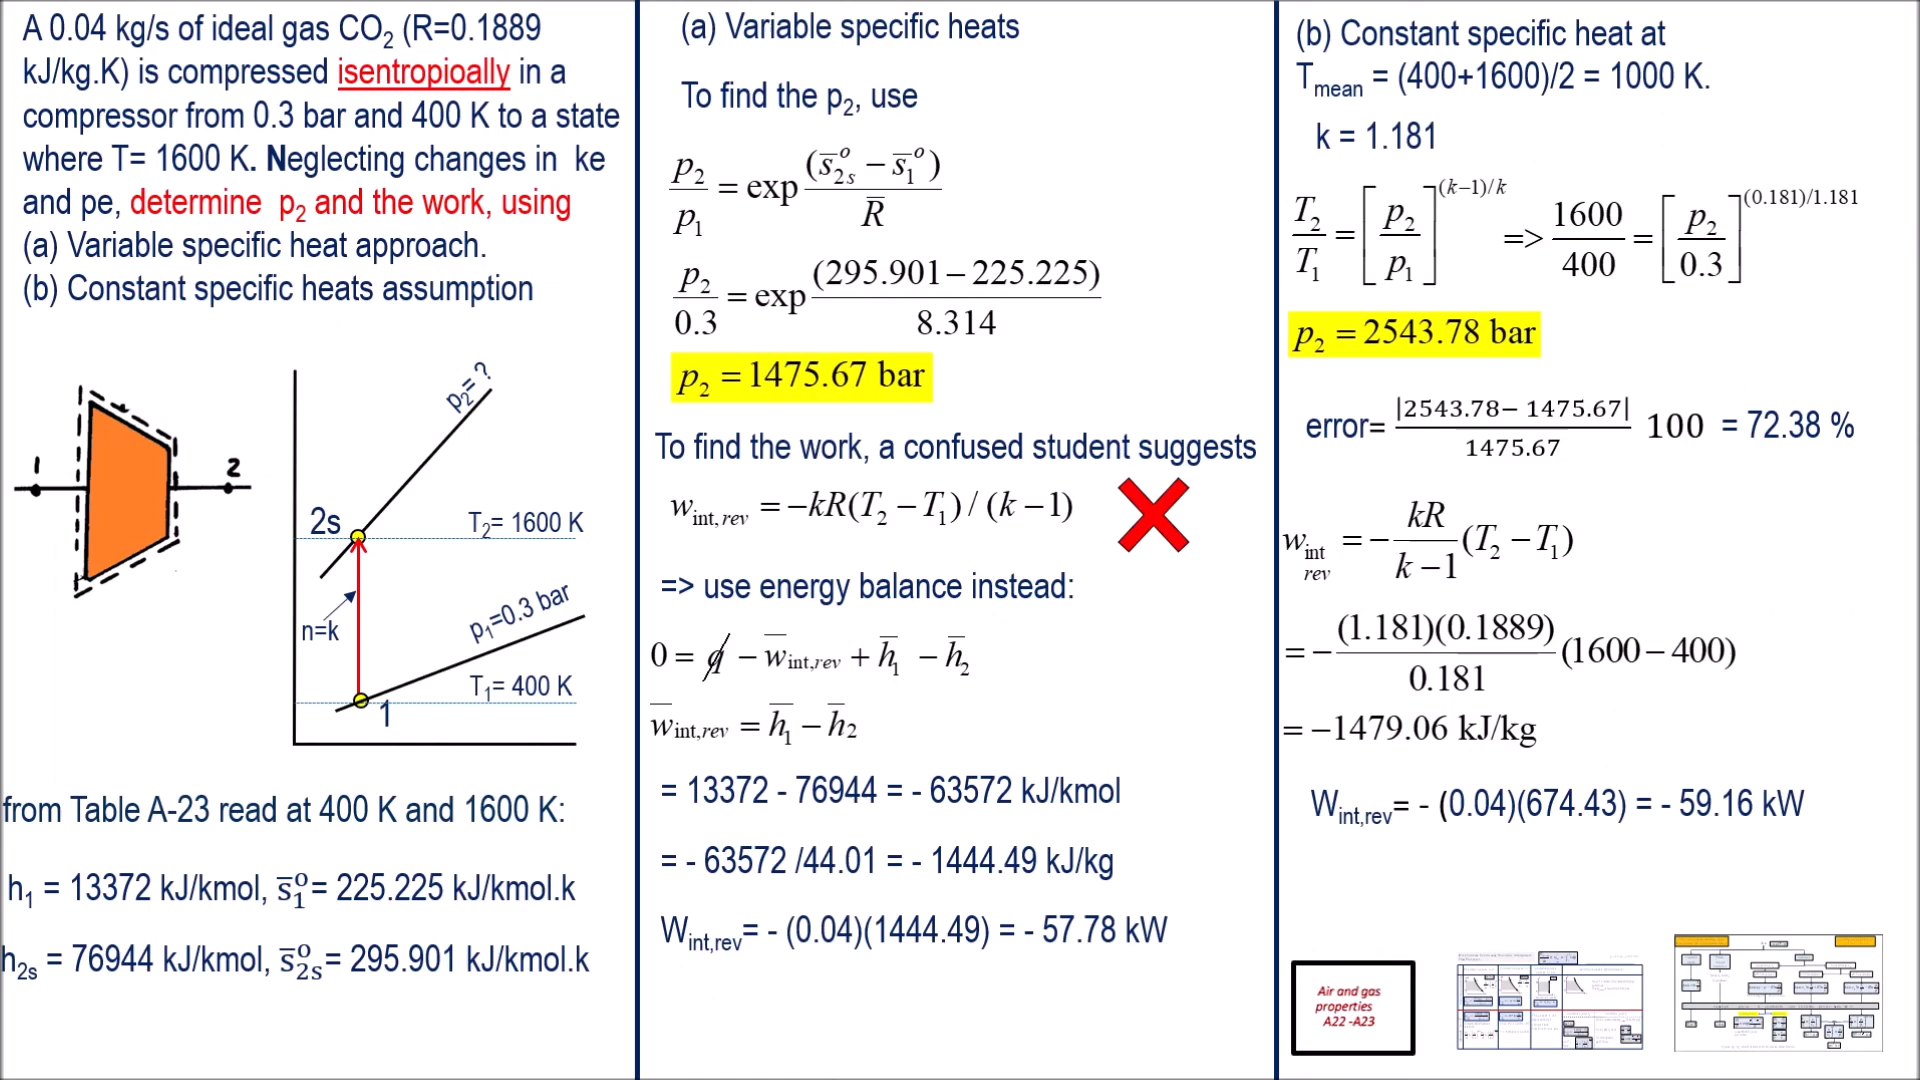 A 0.04 kg/s of ideal gas CO₂ (R=0.1889
kJ/kg.K) is compressed isentropioally in a
compressor from 0.3 bar and 400 K to a state
where T= 1600 K. Neglecting changes in ke
and pe, determine p₂ and the work, using
(a) Variable specific heat approach.
(b) Constant specific heats assumption
1
2
p₂= ?
2s
T₂= 1600 K
n=k
p₁=0.3 bar
T₁= 400 K
1
from Table A-23 read at 400 K and 1600 K:
h₁ = 13372 kJ/kmol, s̅₁ᵒ= 225.225 kJ/kmol.k
h₂ₛ = 76944 kJ/kmol, s̅₂ₛᵒ= 295.901 kJ/kmol.k
(a) Variable specific heats
To find the p₂, use
p₂/p₁ = exp (s̅₂ₛᵒ − s̅₁ᵒ)/R̅
p₂/0.3 = exp (295.901 − 225.225)/8.314
p₂ = 1475.67 bar
To find the work, a confused student suggests
w_int,rev = −kR(T₂ − T₁) / (k − 1)
=> use energy balance instead:
0 = q − w̅_int,rev + h̅₁ − h̅₂
w̅_int,rev = h̅₁ − h̅₂
= 13372 - 76944 = - 63572 kJ/kmol
= - 63572 /44.01 = - 1444.49 kJ/kg
W_int,rev= - (0.04)(1444.49) = - 57.78 kW
(b) Constant specific heat at
T_mean = (400+1600)/2 = 1000 K.
k = 1.181
T₂/T₁ = [p₂/p₁]^(k−1)/k => 1600/400 = [p₂/0.3]^(0.181)/1.181
p₂ = 2543.78 bar
error= |2543.78− 1475.67|/1475.67 100 = 72.38 %
w_int rev = − kR/(k −1) (T₂ − T₁)
= − (1.181)(0.1889)/0.181 (1600 − 400)
= −1479.06 kJ/kg
W_int,rev= - (0.04)(674.43) = - 59.16 kW
Air and gas
properties
A22 -A23